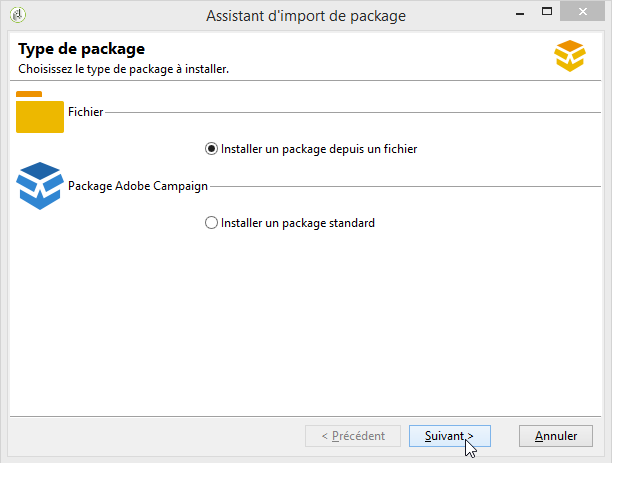 Assistant d'import de package
Type de package
Choisissez le type de package à installer.
Fichier
Installer un package depuis un fichier
Package Adobe Campaign
Installer un package standard
< Précédent
Suivant >
Annuler